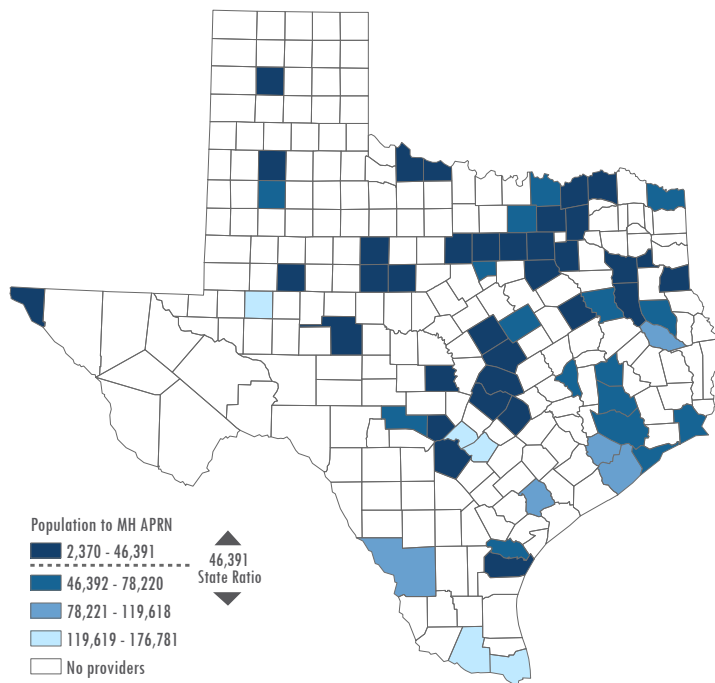 Population to MH APRN
2,370 - 46,391
46,391
State Ratio
46,392 - 78,220
78,221 - 119,618
119,619 - 176,781
No providers